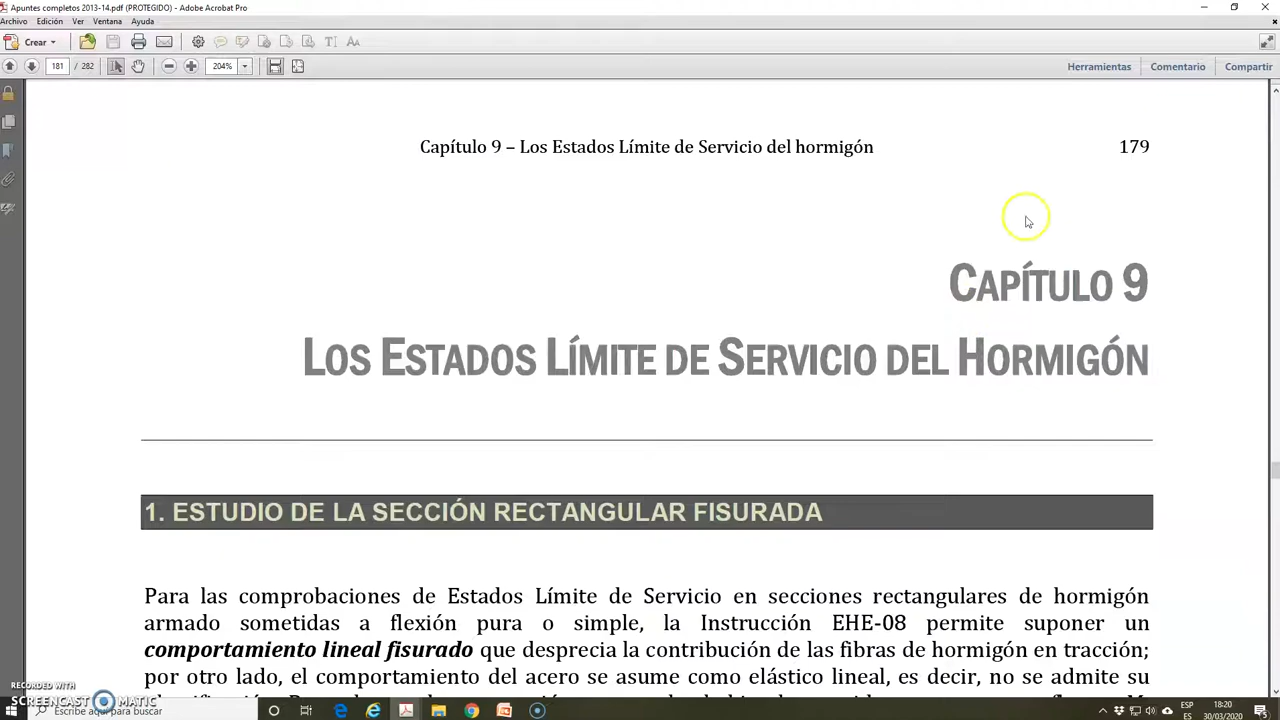 Apuntes completos 2013-14.pdf (PROTEGIDO) - Adobe Acrobat Pro
Archivo Edición Ver Ventana Ayuda
Crear
181 / 282 204% Herramientas Comentario Compartir
Capítulo 9 – Los Estados Límite de Servicio del hormigón 179
CAPÍTULO 9
LOS ESTADOS LÍMITE DE SERVICIO DEL HORMIGÓN
1. ESTUDIO DE LA SECCIÓN RECTANGULAR FISURADA
Para las comprobaciones de Estados Límite de Servicio en secciones rectangulares de hormigón
armado sometidas a flexión pura o simple, la Instrucción EHE-08 permite suponer un
comportamiento lineal fisurado que desprecia la contribución de las fibras de hormigón en tracción;
por otro lado, el comportamiento del acero se asume como elástico lineal, es decir, no se admite su
RECORDED WITH
SCREENCAST MATIC
Escribe aquí para buscar
ESP 18:20
30/03/2020